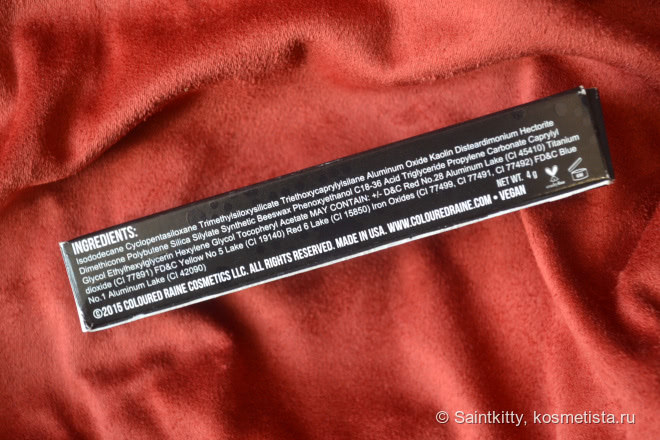 INGREDIENTS:
Isododecane Cyclopentasiloxane Trimethylsiloxysilicate Triethoxycaprylylsilane Aluminum Oxide Kaolin Disteardimonium Hectorite
Dimethicone Polybutene Silica Silylate Synthetic Beeswax Phenoxyethanol C18-36 Acid Triglyceride Propylene Carbonate Caprylyl
Glycol Ethylhexylglycerin Hexylene Glycol Tocopheryl Acetate MAY CONTAIN: +/- D&C Red No.28 Aluminum Lake (CI 45410) Titanium
dioxide (CI 77891) FD&C Yellow No 5 Lake (CI 19140) Red 6 Lake (CI 15850) Iron Oxides (CI 77499, CI 77491, CI 77492) FD&C Blue
No.1 Aluminum Lake (CI 42090)
NET WT. 4 g
©2015 COLOURED RAINE COSMETICS LLC. ALL RIGHTS RESERVED. MADE IN USA. WWW.COLOUREDRAINE.COM • VEGAN
© Saintkitty, kosmetista.ru